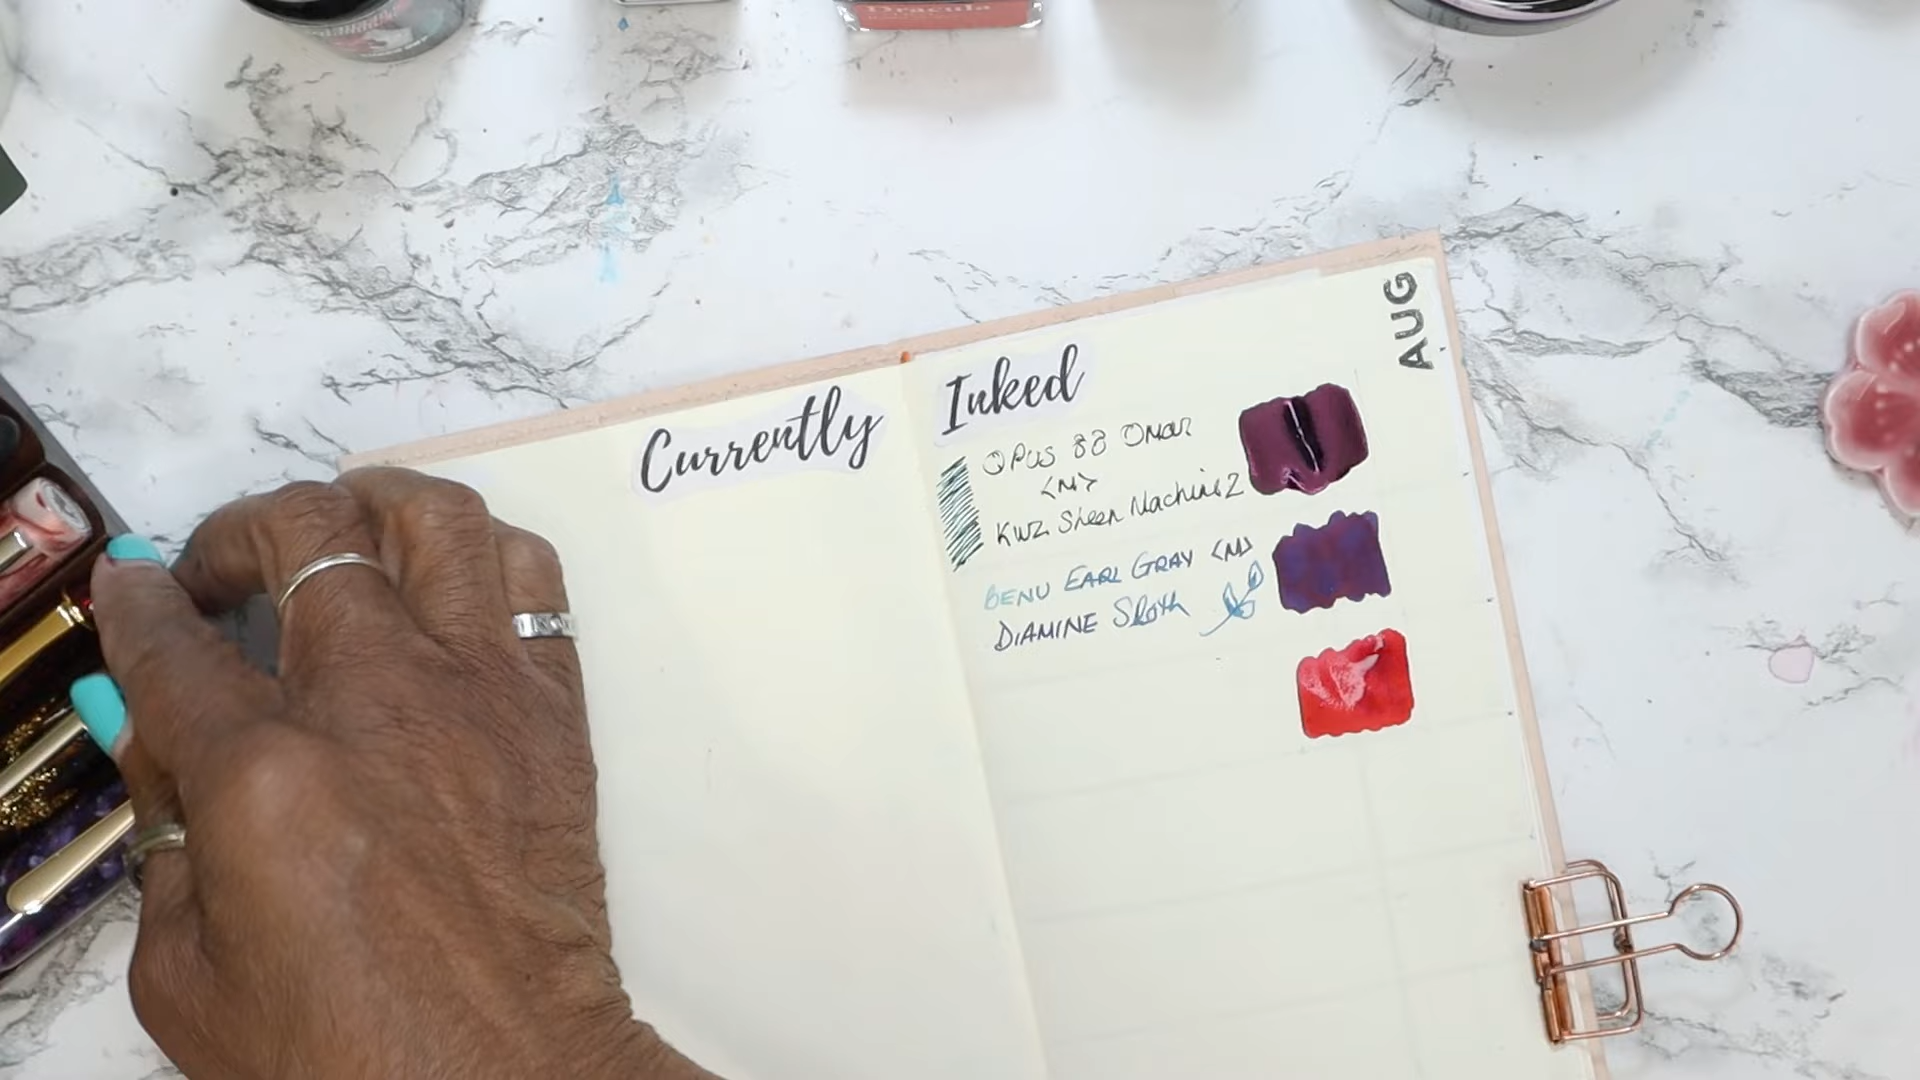 Dracula
AUG
Currently
Inked
OPUS 88 OMAR
<M>
KWZ Sheen Machine 2
BENU EARL GRAY <M>
DIAMINE Sloth